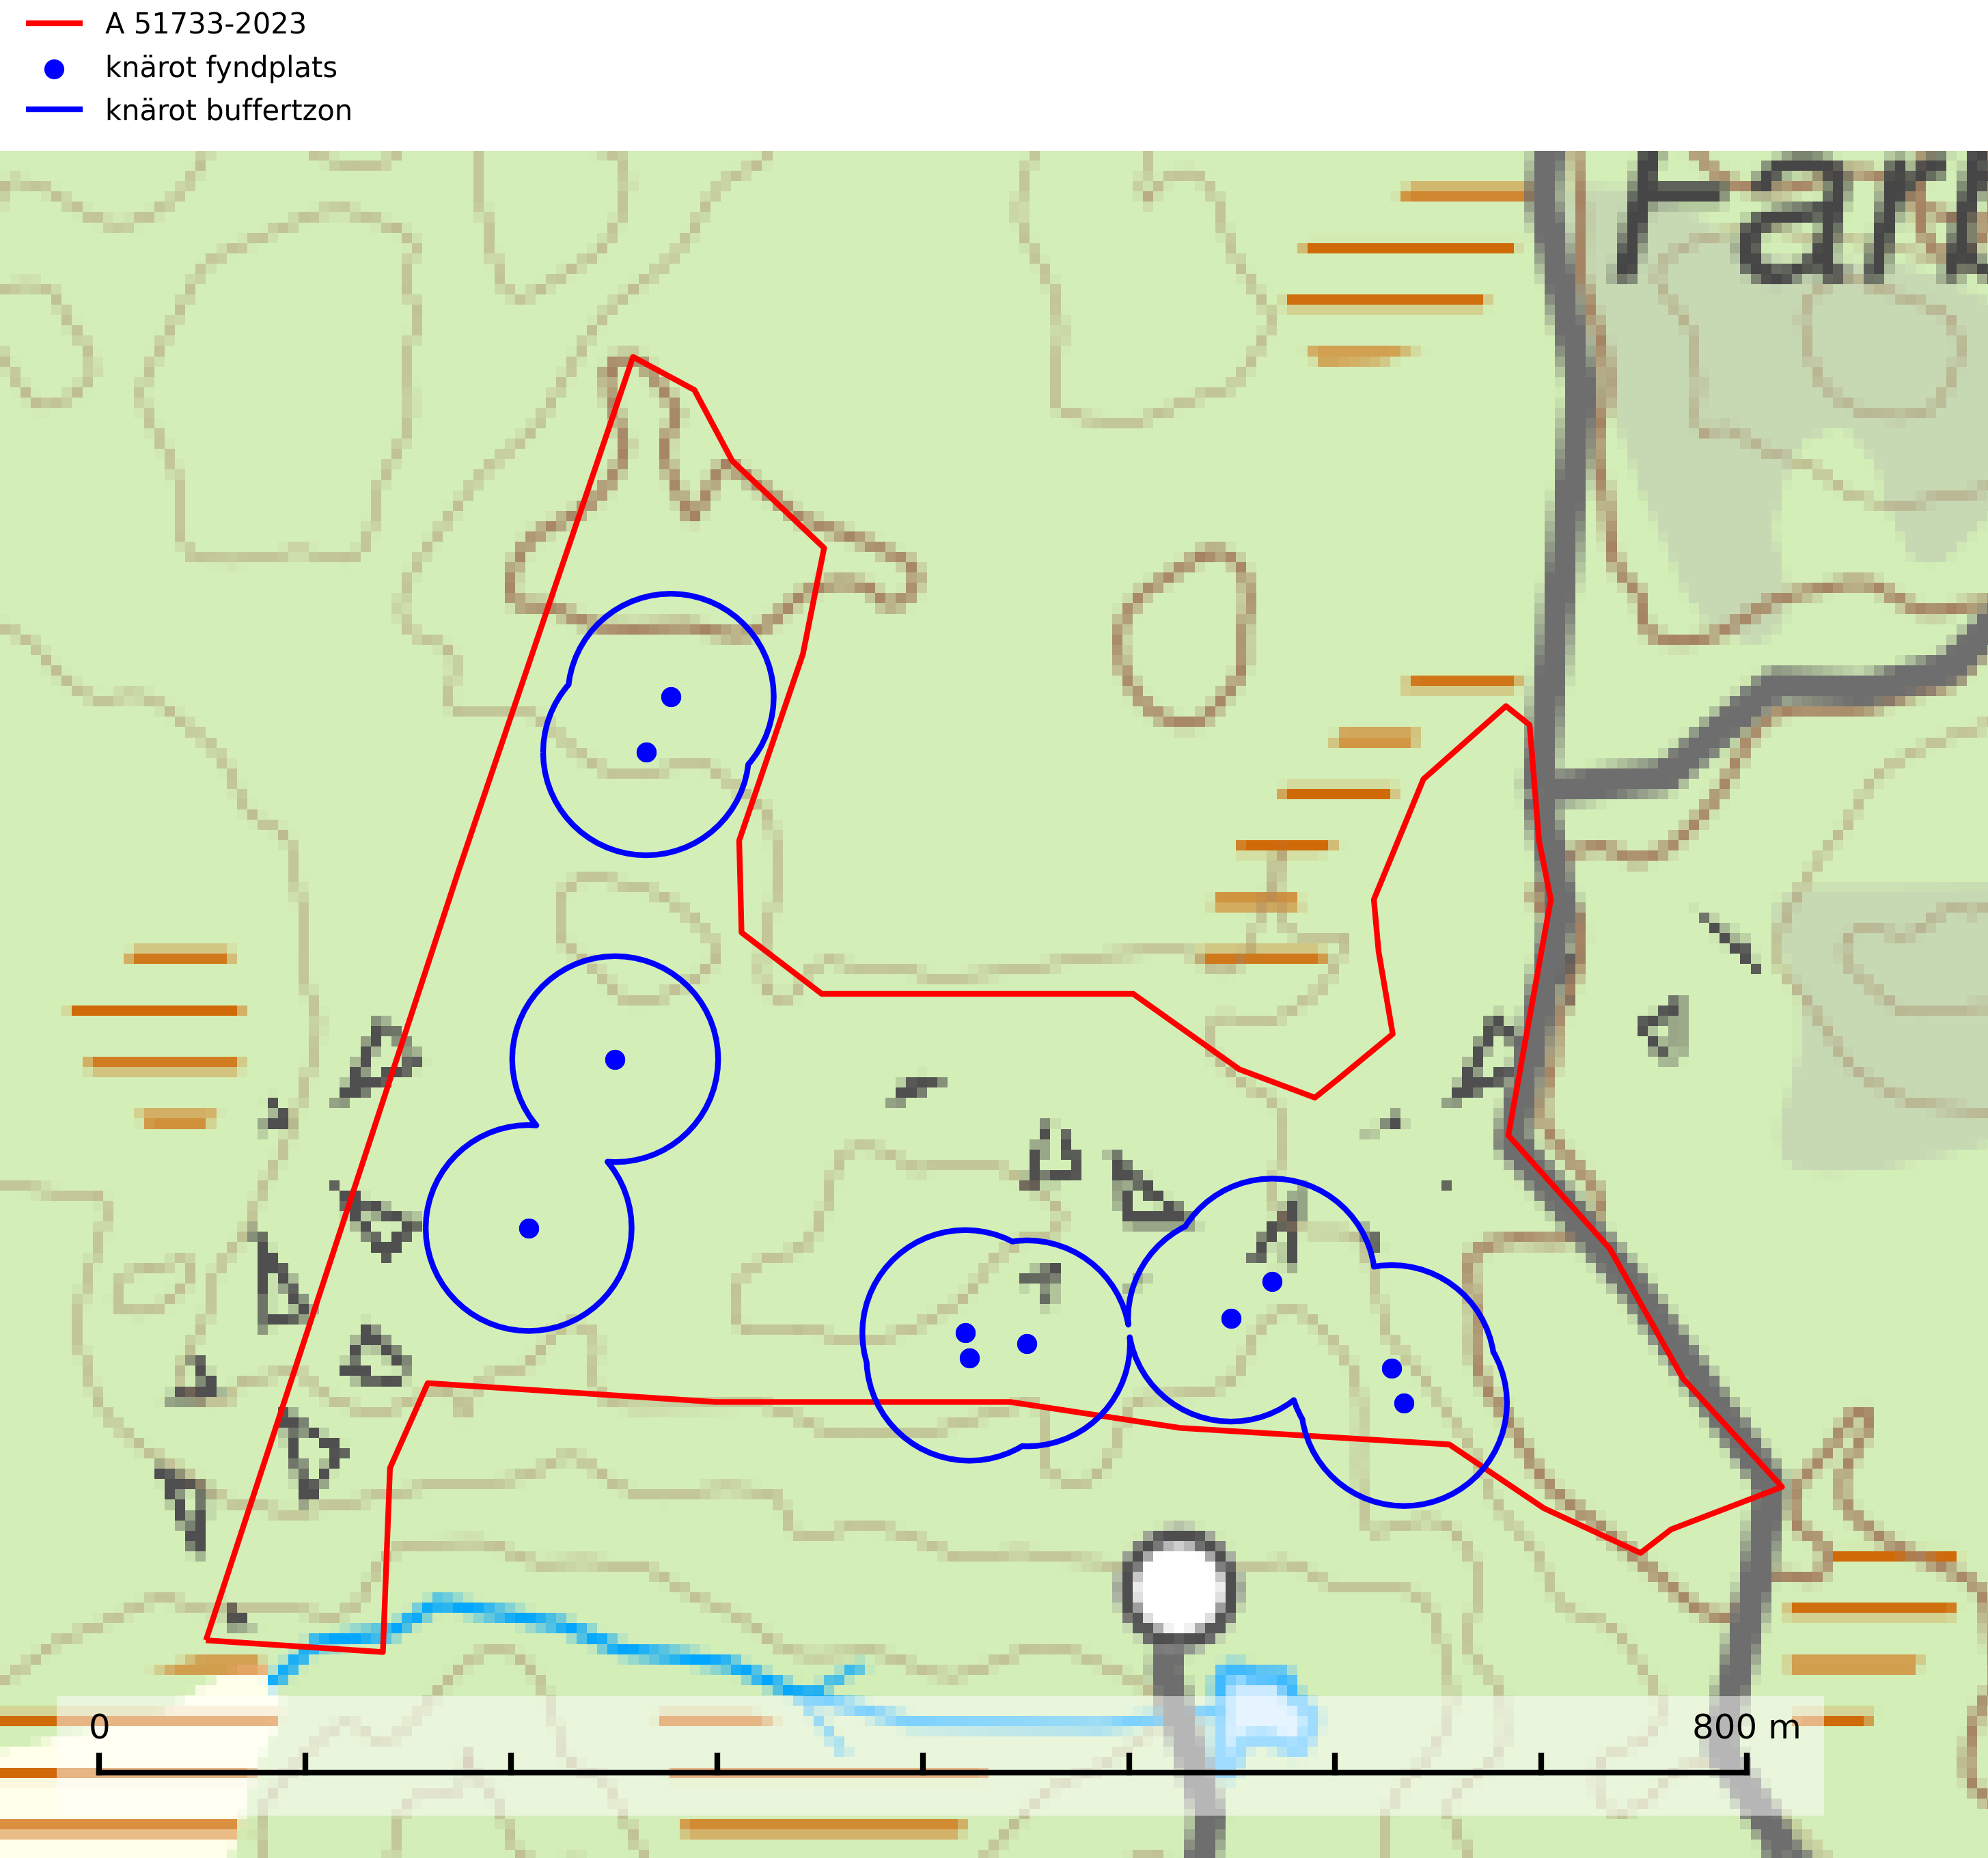 A 51733-2023
knärot fyndplats
knärot buffertzon
0
800 m